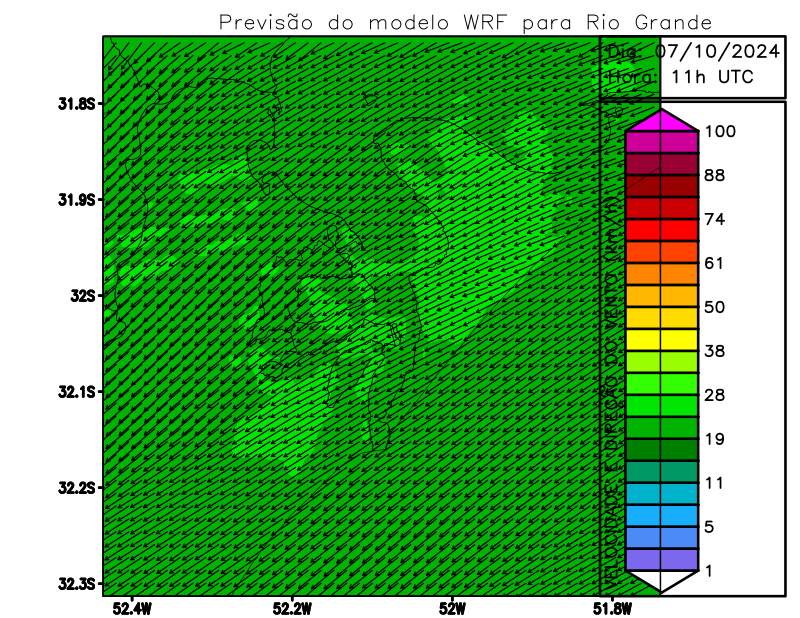 Previsão do modelo WRF para Rio Grande
Dia: 07/10/2024
Hora: 11h UTC
31.8S
31.9S
32S
32.1S
32.2S
32.3S
52.4W
52.2W
52W
51.8W
VELOCIDADE E DIREÇÃO DO VENTO (km/h)
100
88
74
61
50
38
28
19
11
5
1